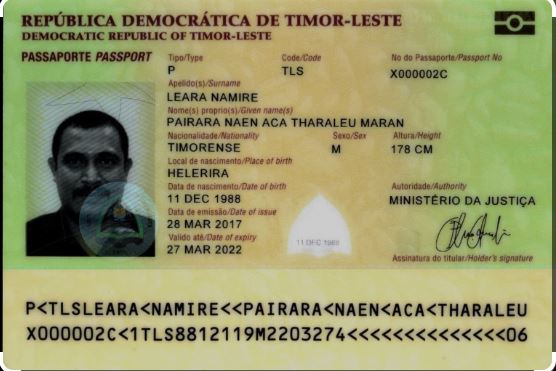 REPÚBLICA DEMOCRÁTICA DE TIMOR-LESTE
DEMOCRATIC REPUBLIC OF TIMOR-LESTE
PASSAPORTE PASSPORT
Tipo/Type Code/Code No do Passaporte/Passport No
P TLS X000002C
Apelido(s)/Surname
LEARA NAMIRE
Nome(s) proprio(s)/Given name(s)
PAIRARA NAEN ACA THARALEU MARAN
Nacionalidade/Nationality Sexo/Sex Altura/Height
TIMORENSE M 178 CM
Local de nascimento/Place of birth
HELERIRA
Data de nascimento/Date of birth Autoridade/Authority
11 DEC 1988 MINISTÉRIO DA JUSTIÇA
Data de emissão/Date of issue
28 MAR 2017
Valido até/Date of expiry
27 MAR 2022
11 DEC 1988
Assinatura do titular/Holder's signature
P<TLSLEARA<NAMIRE<<PAIRARA<NAEN<ACA<THARALEU
X000002C<1TLS8812119M2203274<<<<<<<<<<<<<<06